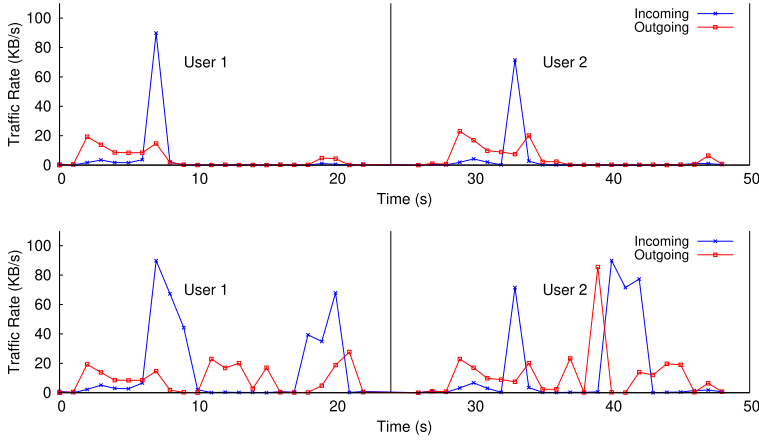 100
80
60
40
20
0
Traffic Rate (KB/s)
User 1
User 2
Incoming
Outgoing
0 10 20 30 40 50
Time (s)
100
80
60
40
20
0
Traffic Rate (KB/s)
User 1
User 2
Incoming
Outgoing
0 10 20 30 40 50
Time (s)